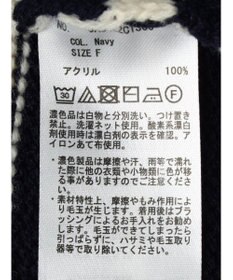 COL. Navy
SIZE F
アクリル 100%
濃色品は白物と分別洗い。つけ置き
禁止。洗濯ネット使用。酸素系漂白
剤使用時は漂白剤の表示を確認。ア
イロンあて布使用。
・濃色製品は摩擦や汗、雨等で濡
れた際に他の衣類や小物類に色が移
る事がありますのでご注意下さい。
・素材特性上、摩擦やもみ作用によ
り毛玉が生じます。着用後はブラ
ッシングによるお手入れをお勧め
します。毛玉ができてしまったら
引っぱらずに、ハサミや毛玉取り器
等で取り除いてください。